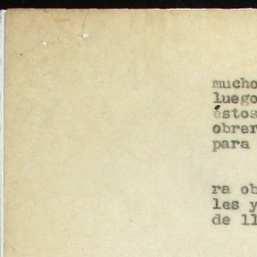 mucho
luego
éstos
obrer
para
ra ob
les y
de ll